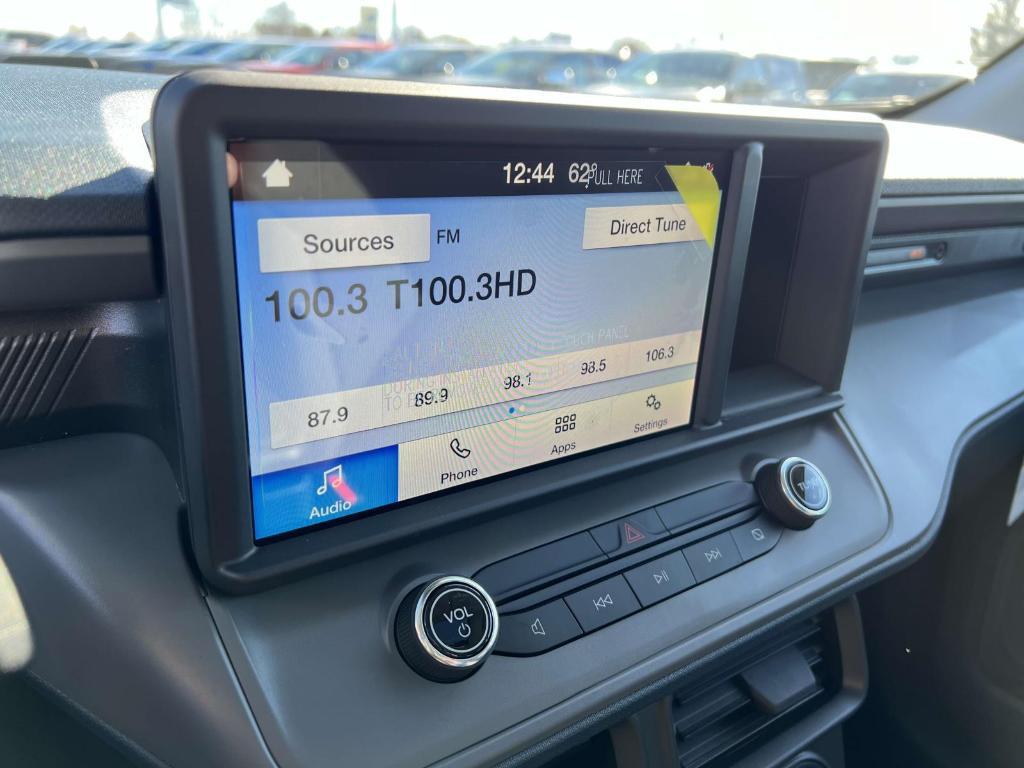 12:44 62°
PULL HERE
Sources FM
Direct Tune
100.3 T100.3HD
87.9
89.9
98.1
98.5
106.3
Audio
Phone
Apps
Settings
VOL
TUNE